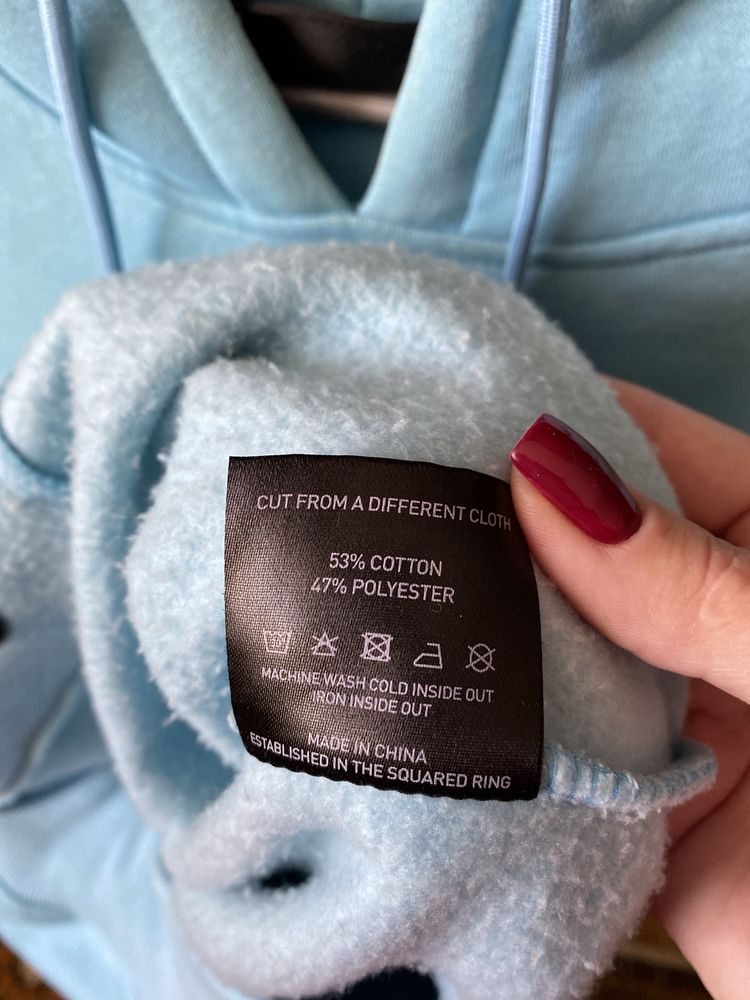 CUT FROM A DIFFERENT CLOTH
53% COTTON
47% POLYESTER
MACHINE WASH COLD INSIDE OUT
IRON INSIDE OUT
MADE IN CHINA
ESTABLISHED IN THE SQUARED RING